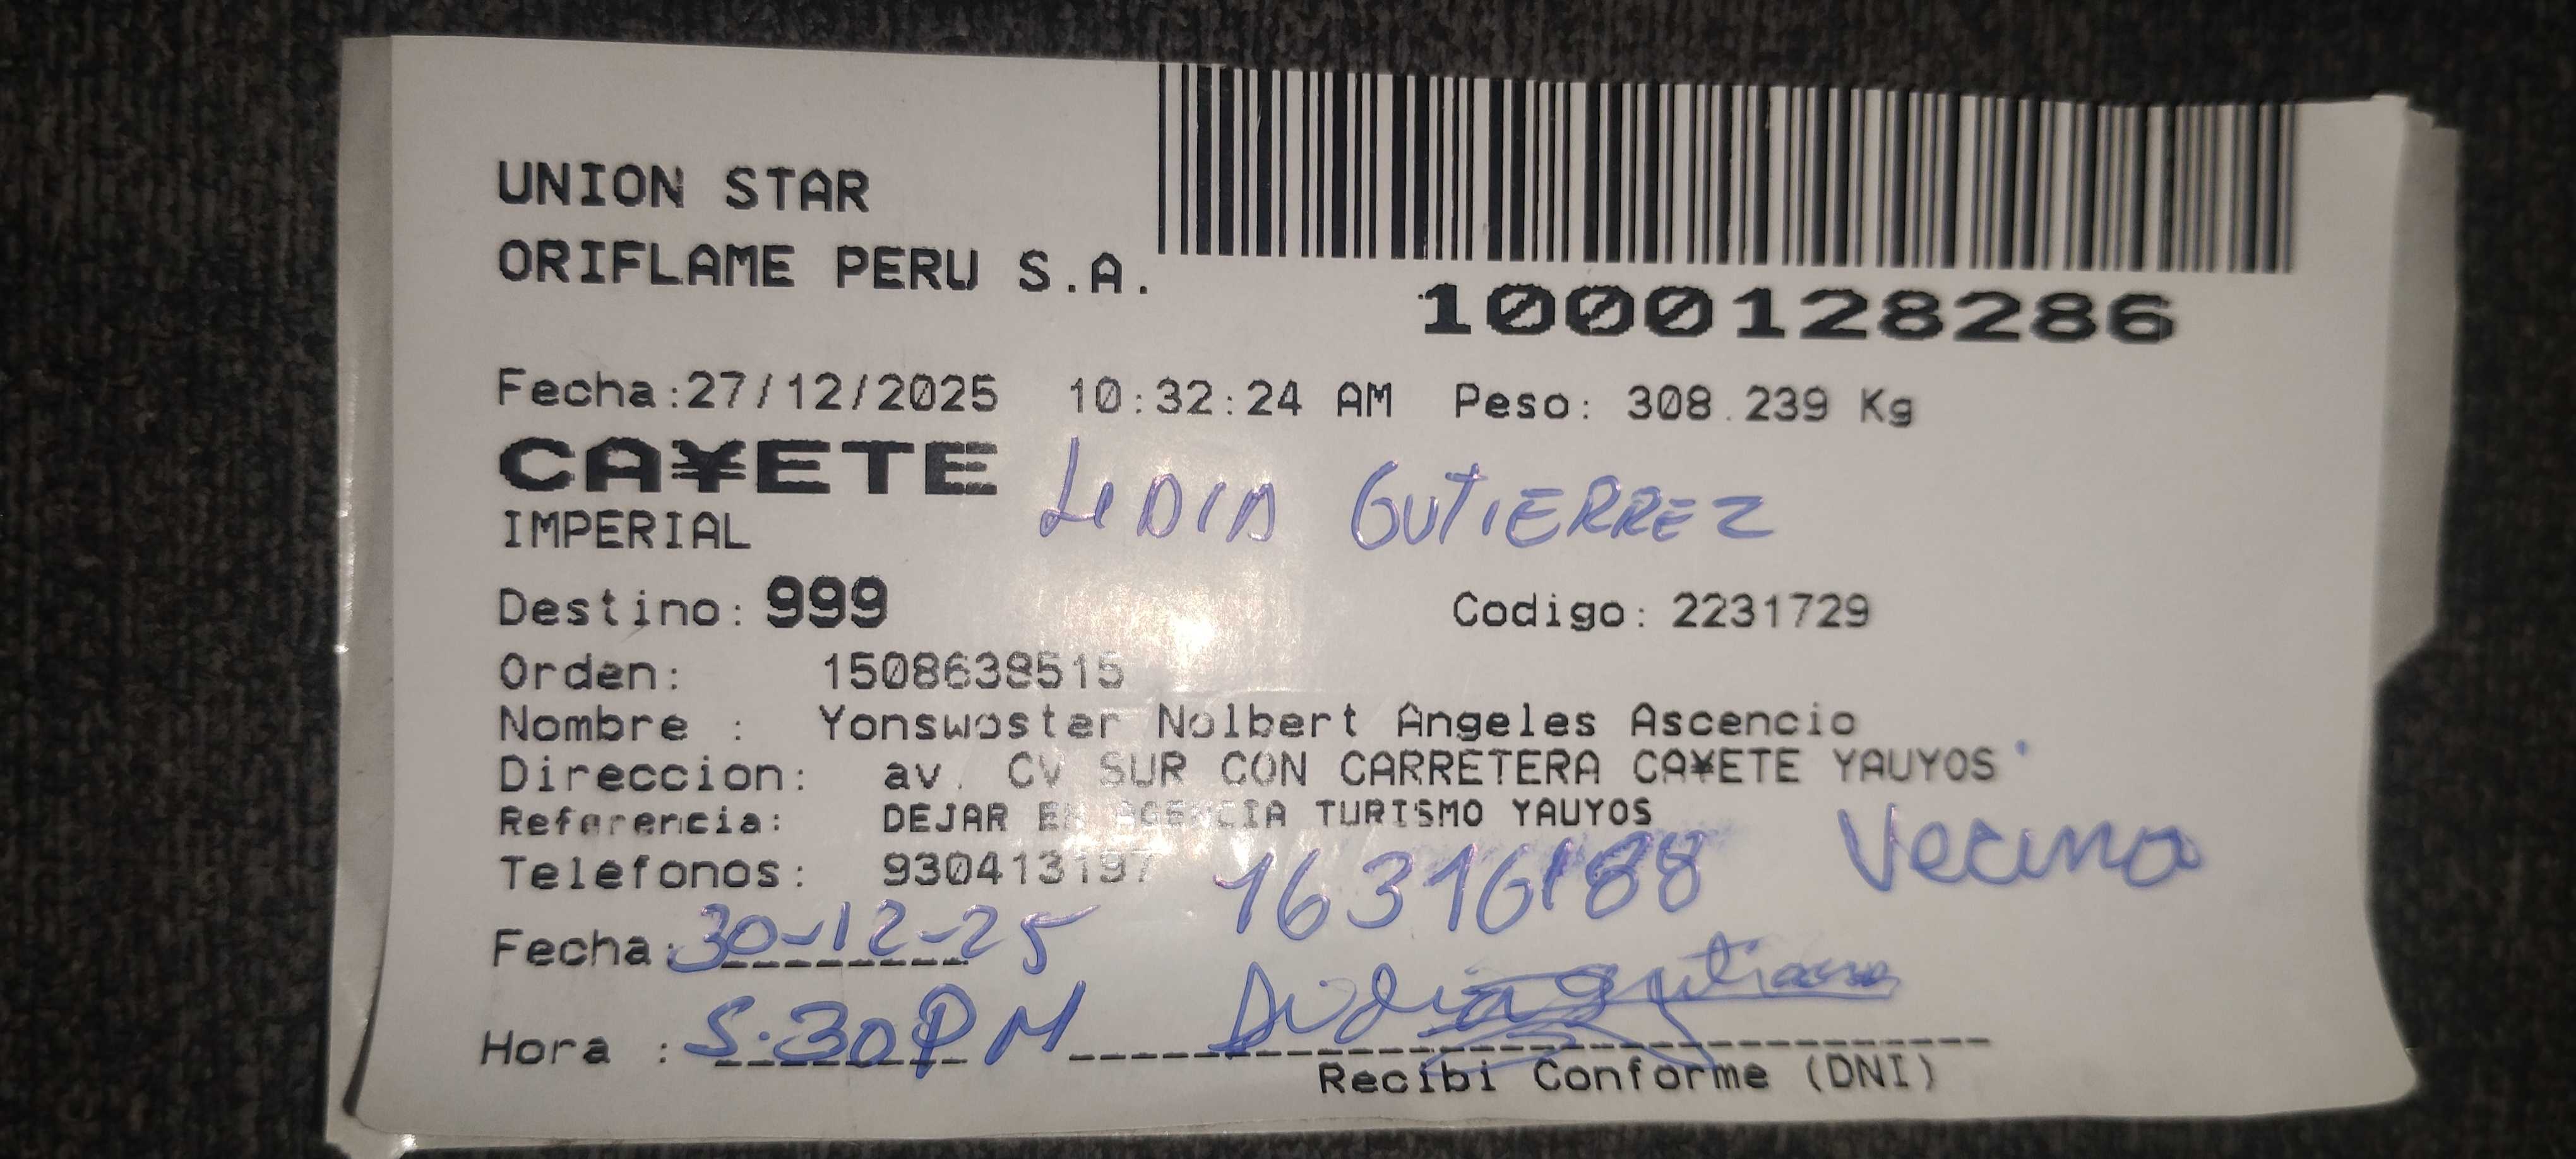 UNION STAR
ORIFLAME PERU S.A.
1000128286
Fecha:27/12/2025 10:32:24 AM Peso: 308.239 Kg
CA¥ETE
LIDIA GUTIERREZ
IMPERIAL
Destino: 999 Codigo: 2231729
Orden: 1508638515
Nombre : Yonswoster Nolbert Angeles Ascencio
Direccion: av. CV SUR CON CARRETERA CA¥ETE YAUYOS
Referencia: DEJAR EN AGENCIA TURISMO YAUYOS
Telefonos: 930413197 Vecina
Fecha: 30-12-25
Hora : 5:30PM
Recibi Conforme (DNI)